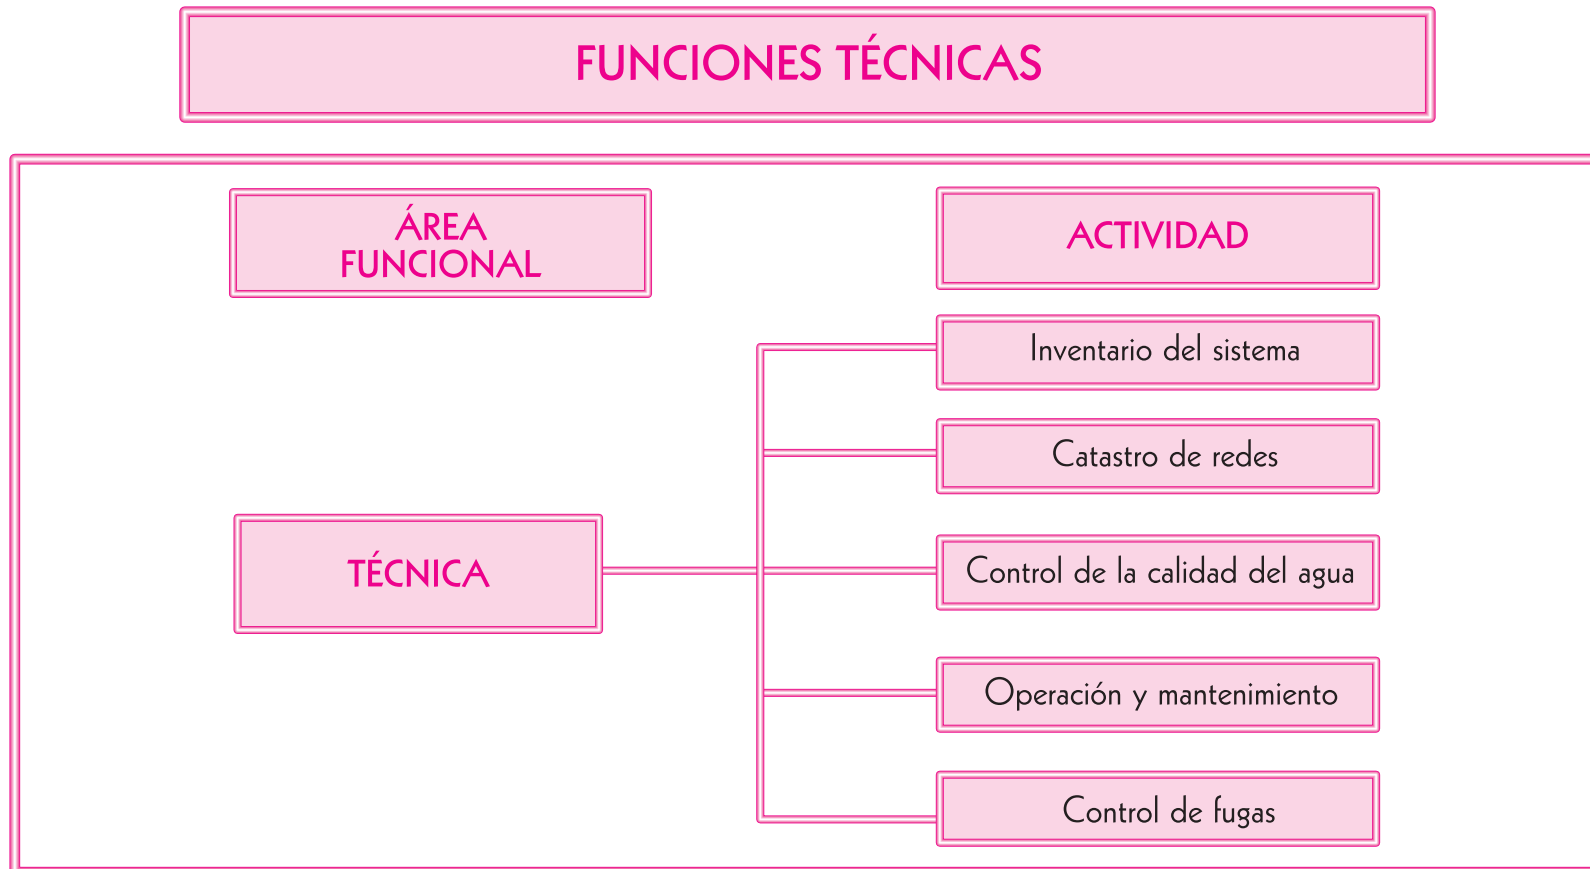 FUNCIONES TÉCNICAS
ÁREA
FUNCIONAL
ACTIVIDAD
Inventario del sistema
Catastro de redes
TÉCNICA
Control de la calidad del agua
Operación y mantenimiento
Control de fugas